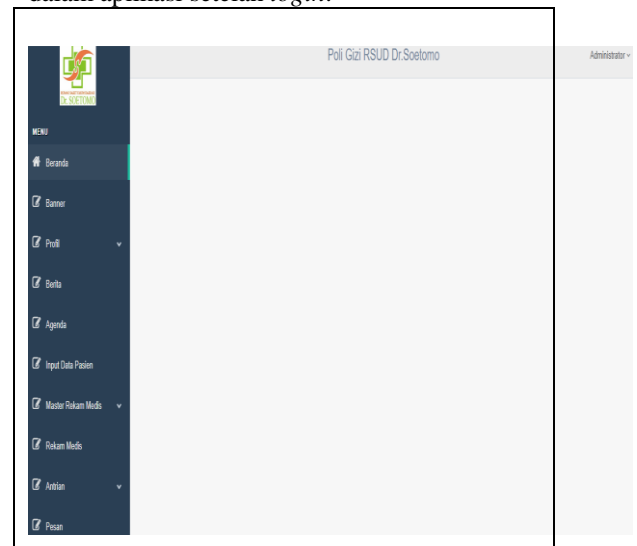 dalam aplikasi setelah login.
Poli Gizi RSUD Dr.Soetomo
Administrator
Dr. SOETOMO
MENU
Beranda
Banner
Profil
Berita
Agenda
Input Data Pasien
Master Rekam Medis
Rekam Medis
Antrian
Pesan